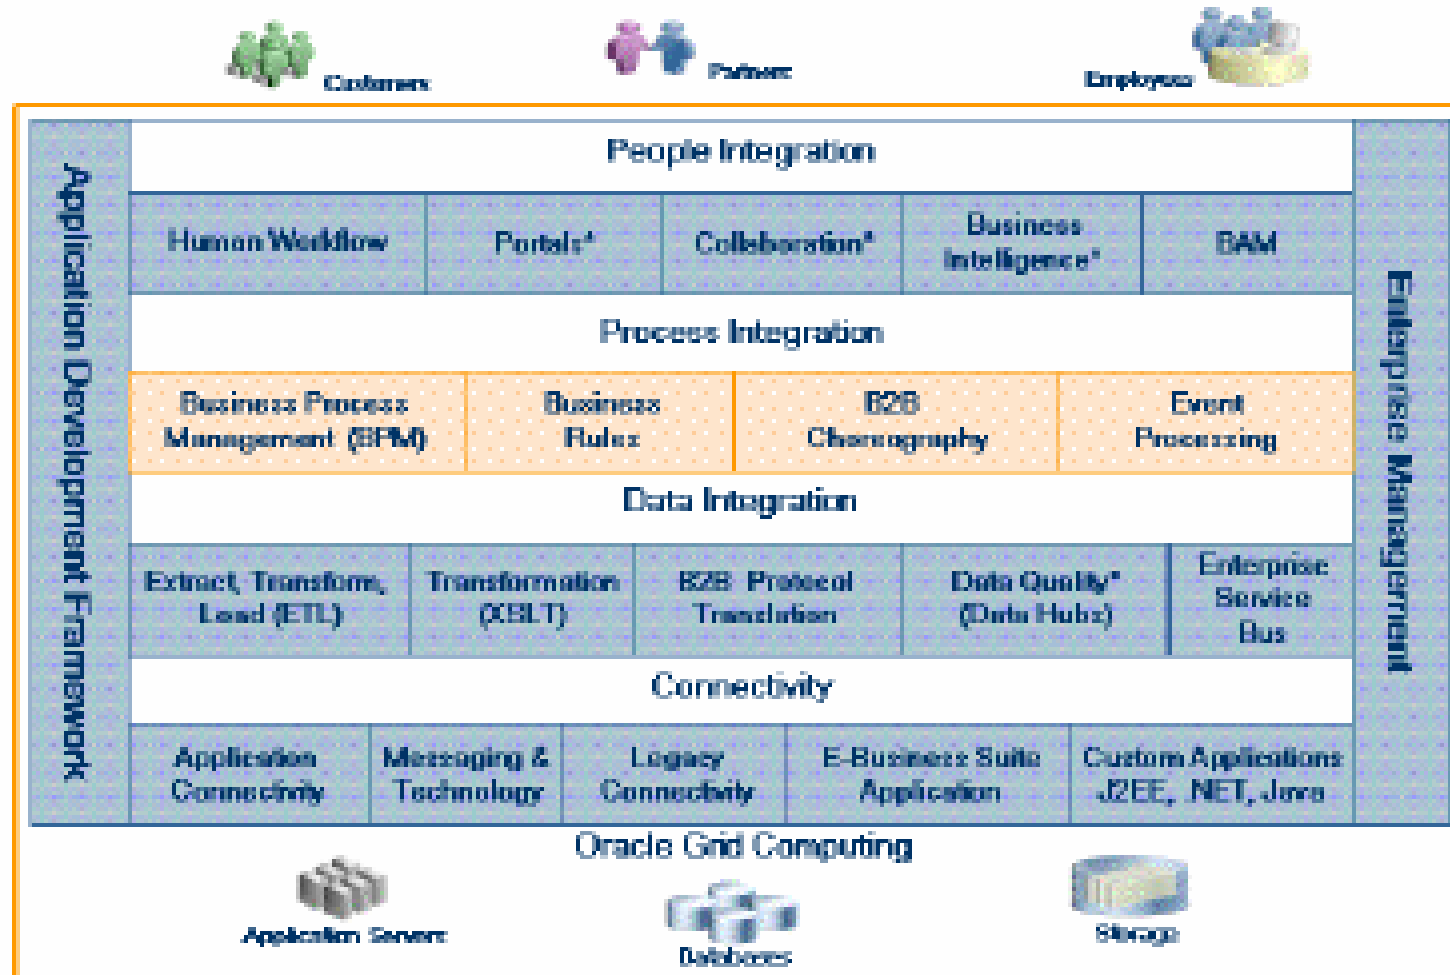 Customers
Partners
Employees
Application Development Framework
People Integration
Human Workflow
Portals*
Collaboration*
Business
Intelligence*
BAM
Process Integration
Business Process
Management (BPM)
Business
Rules
B2B
Choreography
Event
Processing
Data Integration
Extract, Transform,
Load (ETL)
Transformation
(XSLT)
B2B Protocol
Translation
Data Quality*
(Data Hubs)
Enterprise
Service
Bus
Connectivity
Application
Connectivity
Messaging &
Technology
Legacy
Connectivity
E-Business Suite
Application
Custom Applications
J2EE, .NET, Java
Enterprise Management
Oracle Grid Computing
Application Servers
Databases
Storage